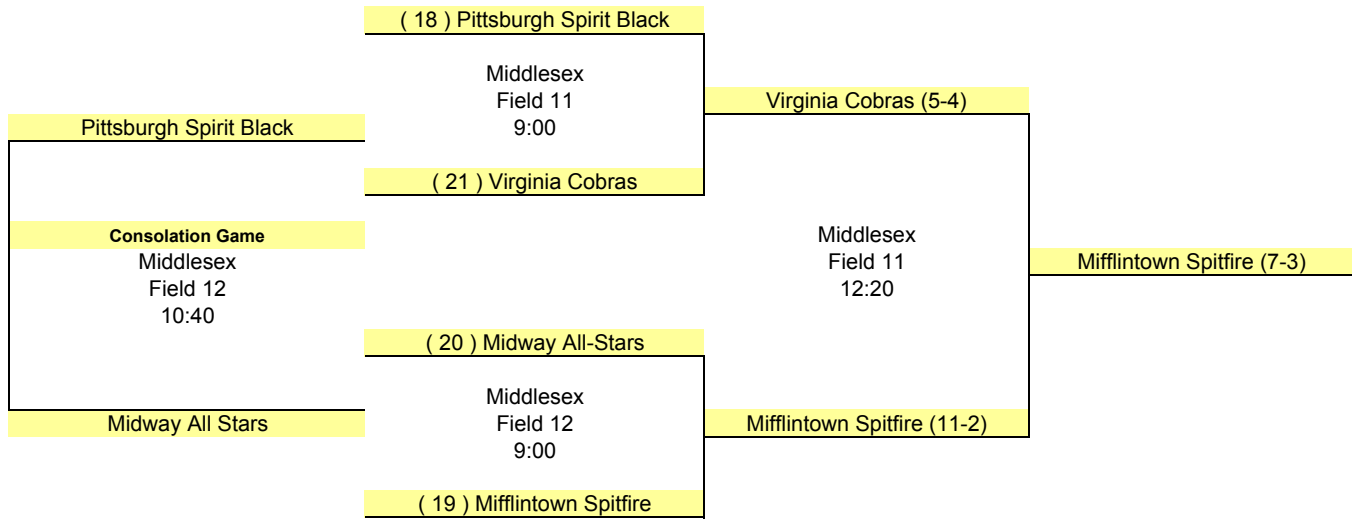 ( 18 ) Pittsburgh Spirit Black
Middlesex
Field 11
9:00
Virginia Cobras (5-4)
Pittsburgh Spirit Black
( 21 ) Virginia Cobras
Consolation Game
Middlesex
Field 12
10:40
Middlesex
Field 11
12:20
Mifflintown Spitfire (7-3)
( 20 ) Midway All-Stars
Middlesex
Field 12
9:00
Midway All Stars
Mifflintown Spitfire (11-2)
( 19 ) Mifflintown Spitfire